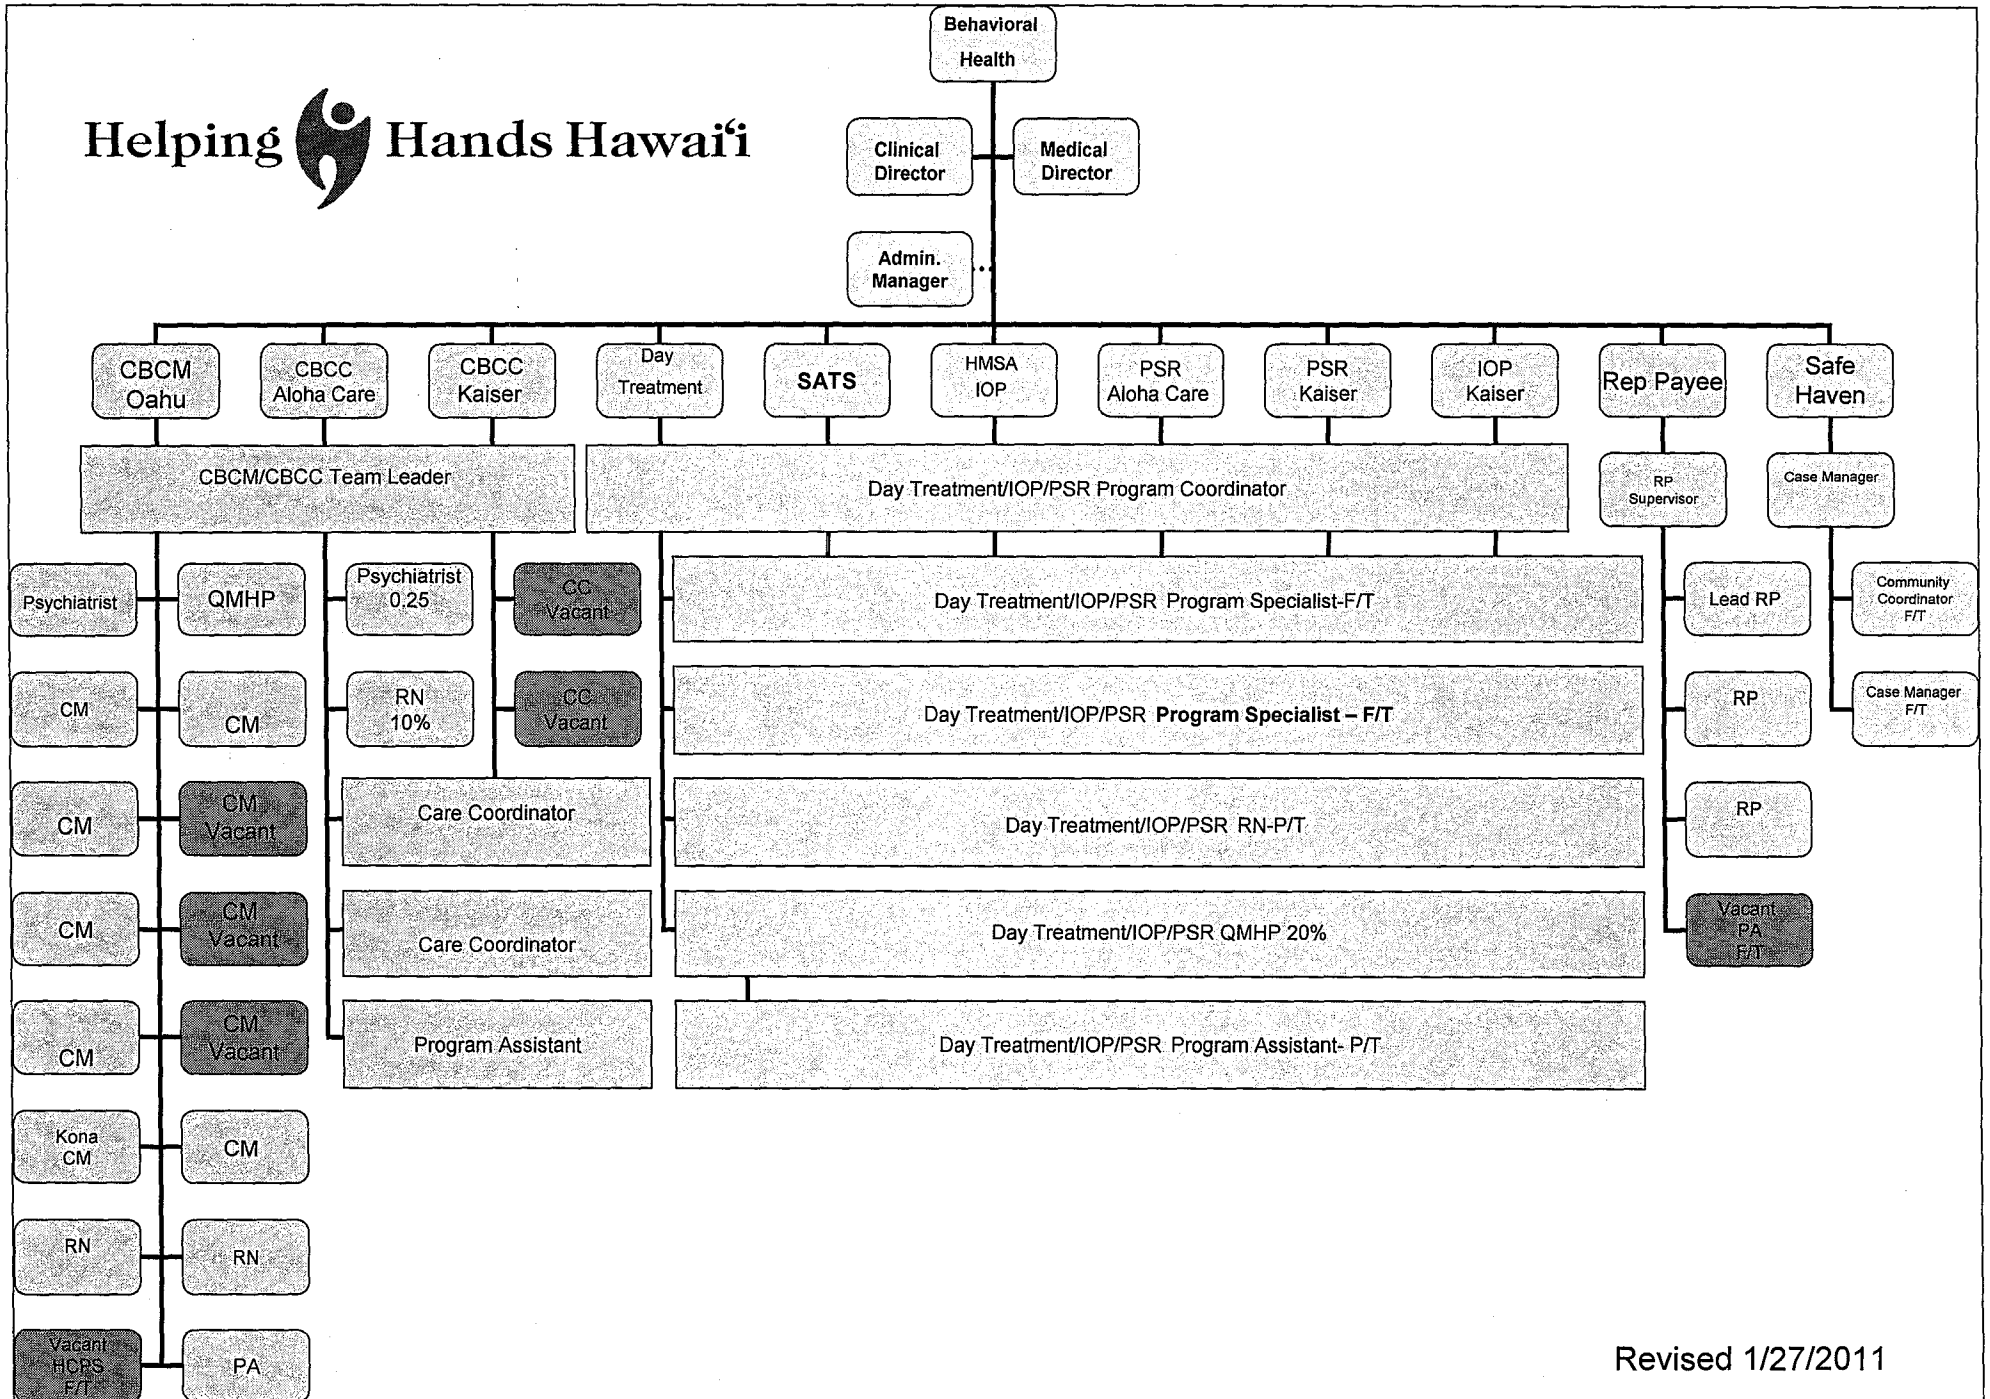 Behavioral
Health
Helping Hands Hawai‘i
Clinical
Director
Medical
Director
Admin.
Manager
CBCM
Oahu
CBCC
Aloha Care
CBCC
Kaiser
Day
Treatment
SATS
HMSA
IOP
PSR
Aloha Care
PSR
Kaiser
IOP
Kaiser
Rep Payee
Safe
Haven
CBCM/CBCC Team Leader
Day Treatment/IOP/PSR Program Coordinator
RP
Supervisor
Case Manager
Psychiatrist
QMHP
Psychiatrist
0.25
CC
Vacant
Day Treatment/IOP/PSR Program Specialist-F/T
Lead RP
Community
Coordinator
F/T
CM
CM
RN
10%
CC
Vacant
Day Treatment/IOP/PSR Program Specialist – F/T
RP
Case Manager
F/T
CM
CM
Vacant
Care Coordinator
Day Treatment/IOP/PSR RN-P/T
RP
CM
CM
Vacant
Care Coordinator
Day Treatment/IOP/PSR QMHP 20%
Vacant
PA
F/T
CM
CM
Vacant
Program Assistant
Day Treatment/IOP/PSR Program Assistant- P/T
Kona
CM
CM
RN
RN
Vacant
HCPS
F/T
PA
Revised 1/27/2011